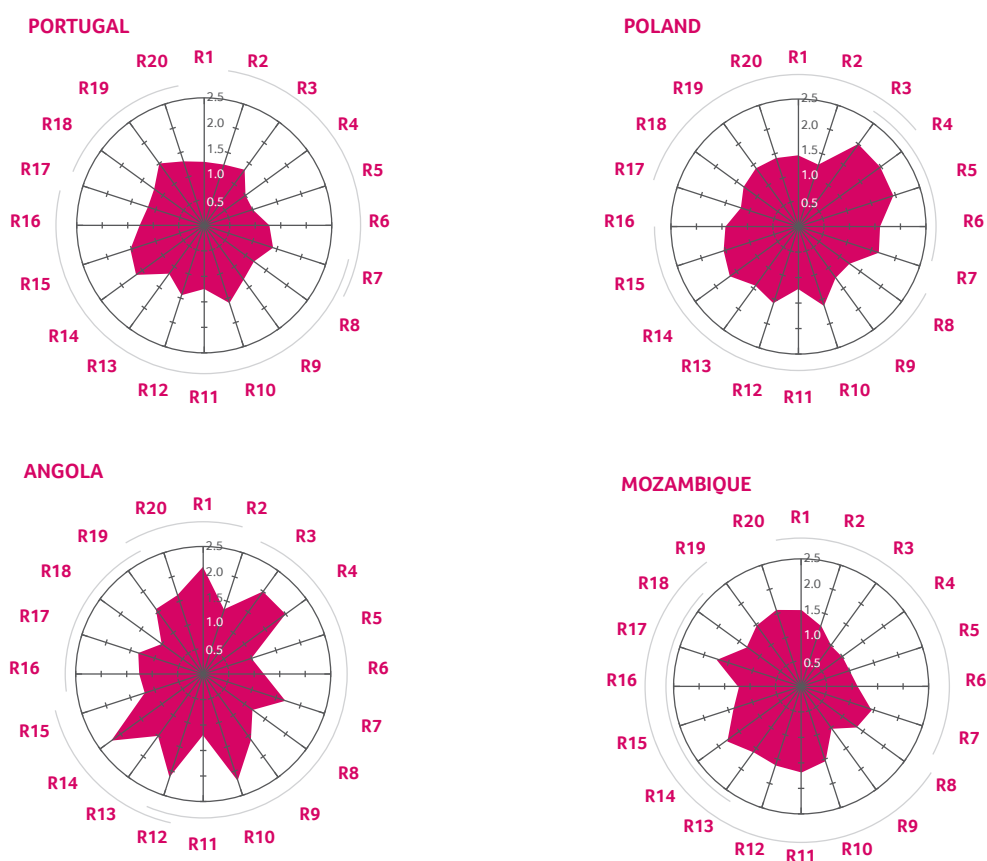 PORTUGAL
R1
R2
R3
R4
R5
R6
R7
R8
R9
R10
R11
R12
R13
R14
R15
R16
R17
R18
R19
R20
2.5
2.0
1.5
1.0
0.5
POLAND
R1
R2
R3
R4
R5
R6
R7
R8
R9
R10
R11
R12
R13
R14
R15
R16
R17
R18
R19
R20
2.5
2.0
1.5
1.0
0.5
ANGOLA
R1
R2
R3
R4
R5
R6
R7
R8
R9
R10
R11
R12
R13
R14
R15
R16
R17
R18
R19
R20
2.5
2.0
1.5
1.0
0.5
MOZAMBIQUE
R1
R2
R3
R4
R5
R6
R7
R8
R9
R10
R11
R12
R13
R14
R15
R16
R17
R18
R19
R20
2.5
2.0
1.5
1.0
0.5